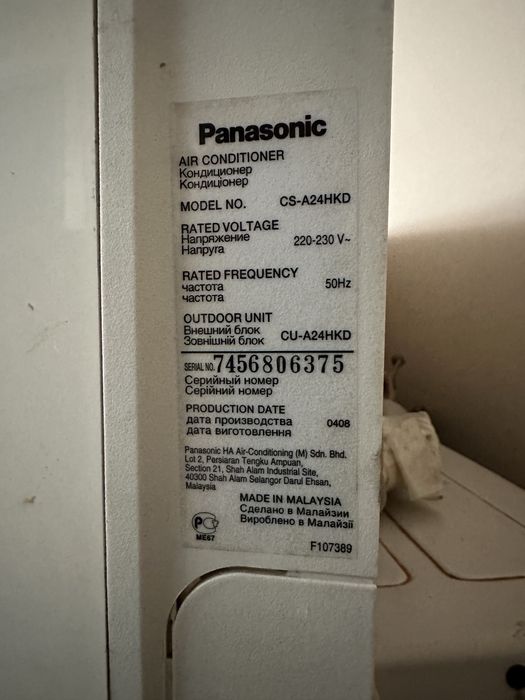 Panasonic
AIR CONDITIONER
Кондиционер
Кондиціонер
MODEL NO. CS-A24HKD
RATED VOLTAGE
Напряжение 220-230 V~
Напруга
RATED FREQUENCY
частота 50Hz
частота
OUTDOOR UNIT
Внешний блок CU-A24HKD
Зовнішній блок
SERIAL NO. 7456806375
Серийный номер
Серійний номер
PRODUCTION DATE
дата производства 0408
дата виготовлення
Panasonic HA Air-Conditioning (M) Sdn. Bhd.
Lot 2, Persiaran Tengku Ampuan,
Section 21, Shah Alam Industrial Site,
40300 Shah Alam Selangor Darul Ehsan,
Malaysia
MADE IN MALAYSIA
Сделано в Малайзии
Вироблено в Малайзії
РС
ME67
F107389